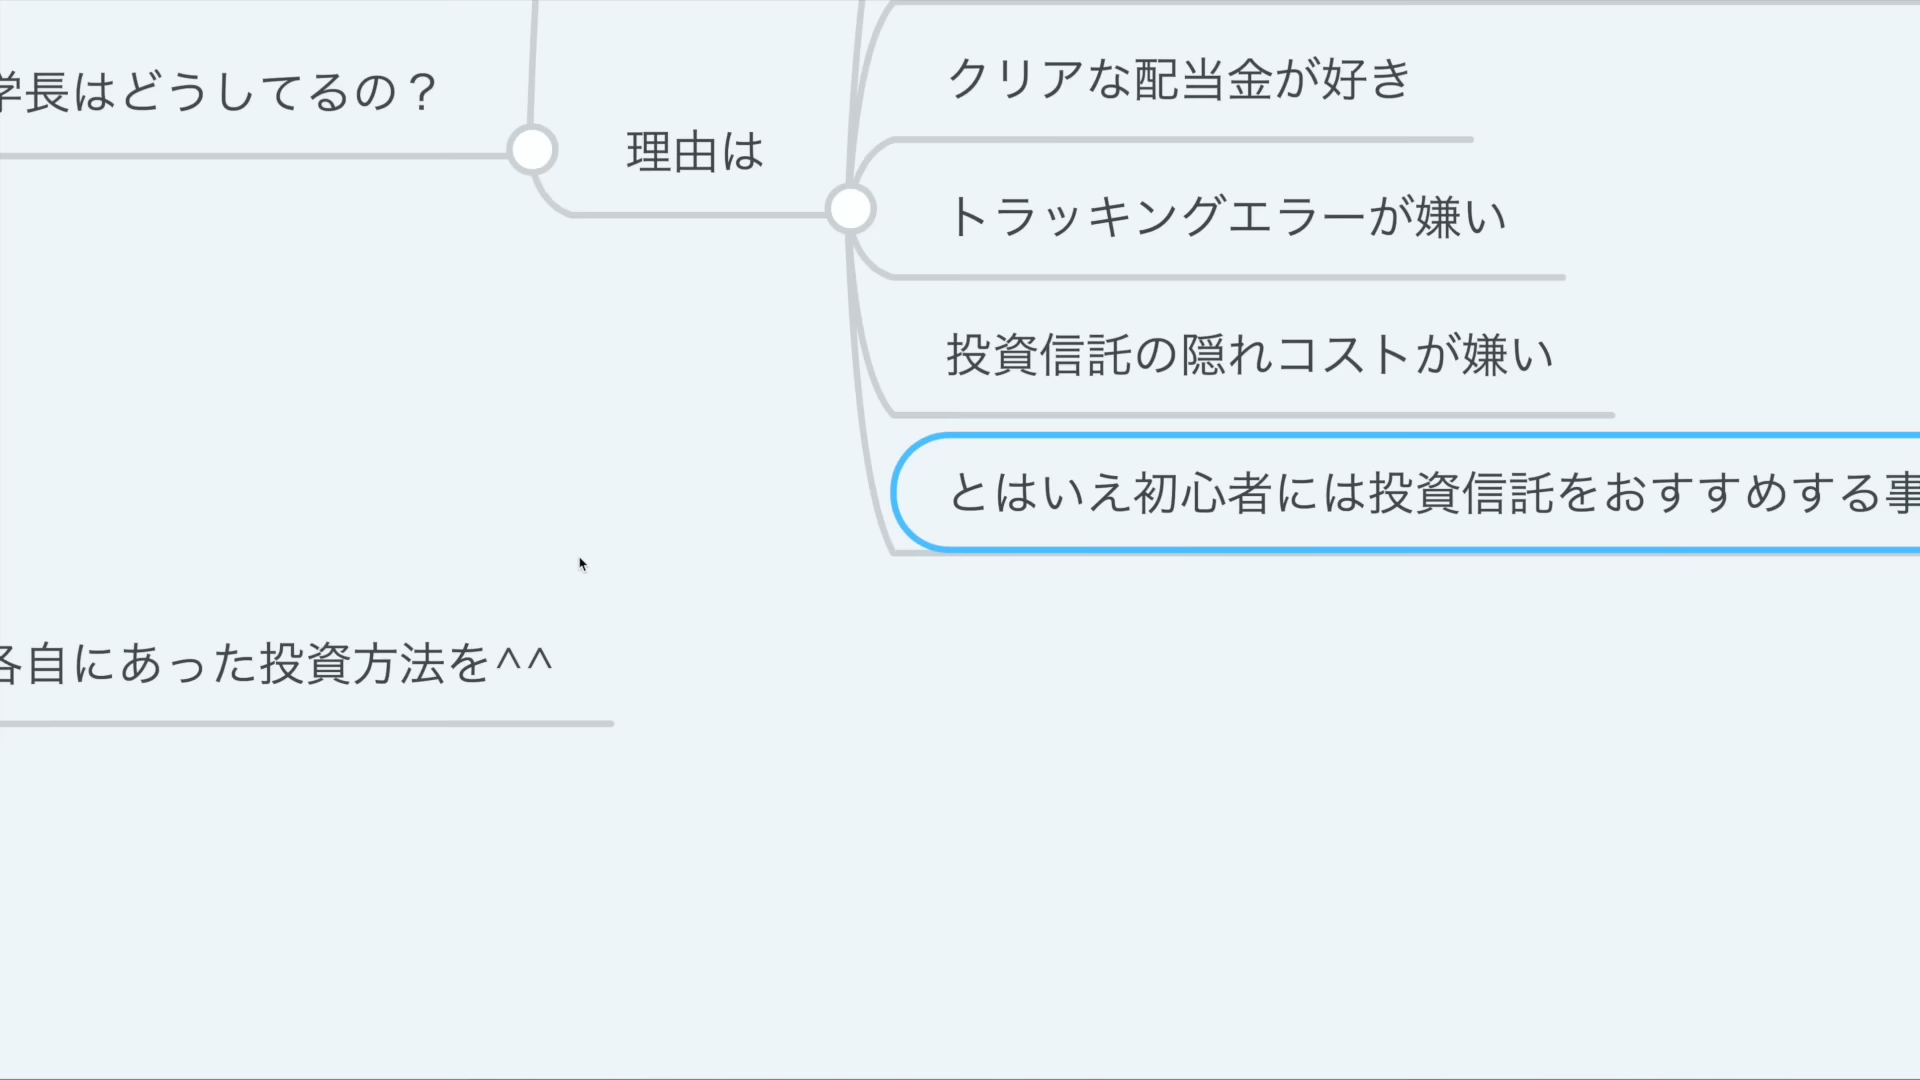 学長はどうしてるの？
理由は
クリアな配当金が好き
トラッキングエラーが嫌い
投資信託の隠れコストが嫌い
とはいえ初心者には投資信託をおすすめする事
各自にあった投資方法を^^